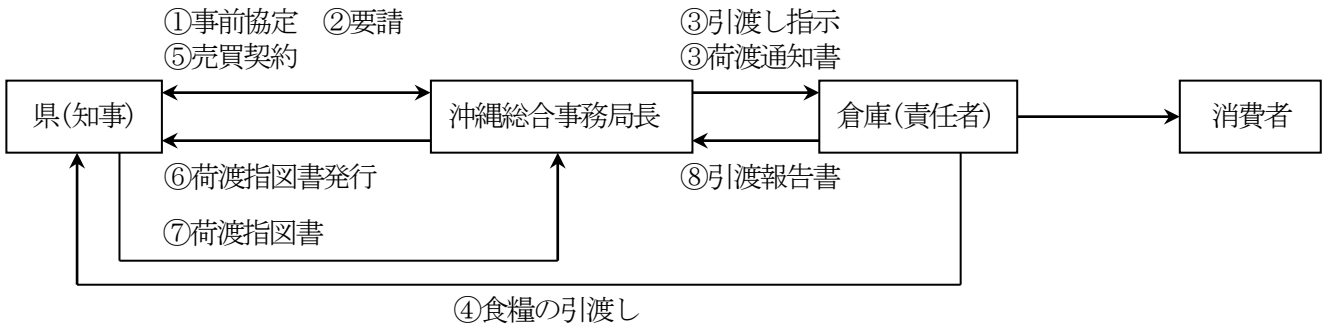 ①事前協定　②要請
⑤売買契約
③引渡し指示
③荷渡通知書
県(知事)
沖縄総合事務局長
倉庫(責任者)
消費者
⑥荷渡指図書発行
⑧引渡報告書
⑦荷渡指図書
④食糧の引渡し